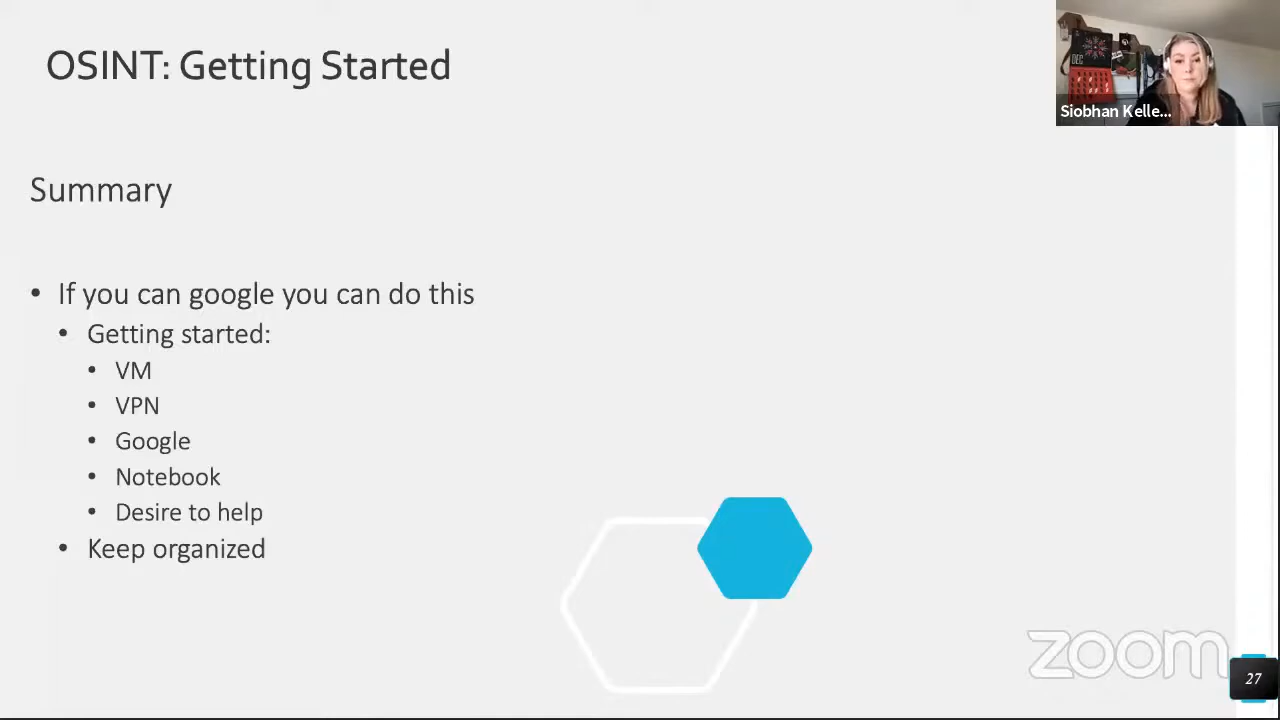 OSINT: Getting Started
Siobhan Kelle...
Summary
• If you can google you can do this
• Getting started:
• VM
• VPN
• Google
• Notebook
• Desire to help
• Keep organized
zoom
27
DEC